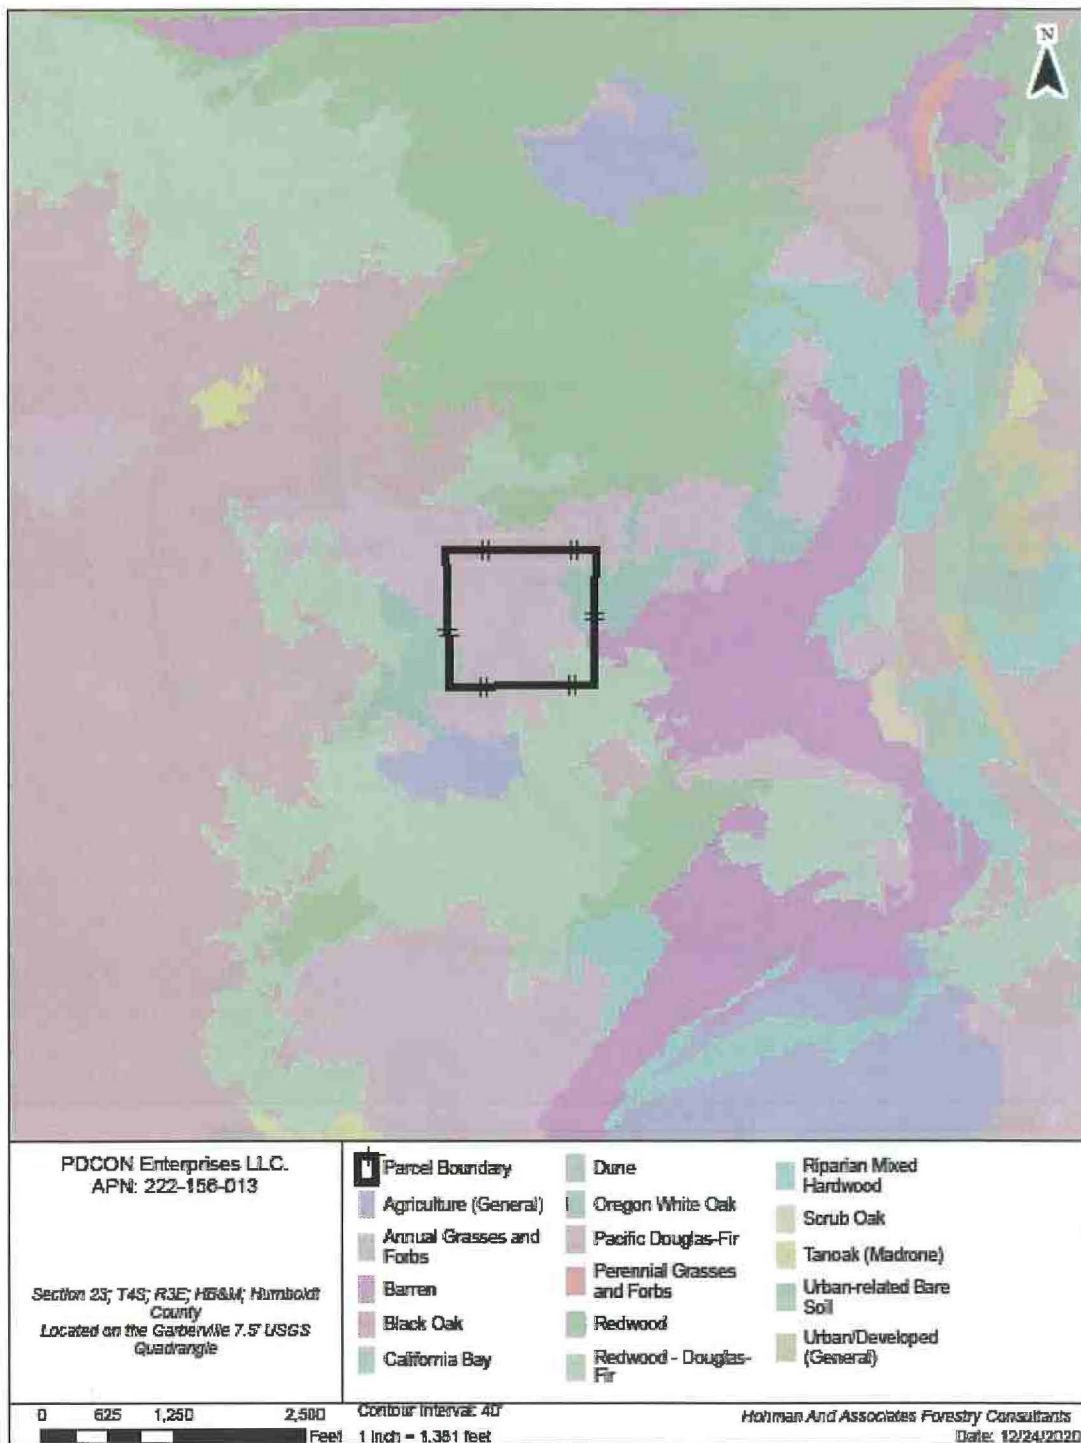 N
PDCON Enterprises LLC.
APN: 222-156-013
Section 23; T4S; R3E; HB&M; Humboldt
County
Located on the Garberville 7.5' USGS
Quadrangle
Parcel Boundary
Agriculture (General)
Annual Grasses and
Forbs
Barren
Black Oak
California Bay
Dune
Oregon White Oak
Pacific Douglas-Fir
Perennial Grasses
and Forbs
Redwood
Redwood - Douglas-
Fir
Riparian Mixed
Hardwood
Scrub Oak
Tanoak (Madrone)
Urban-related Bare
Soil
Urban/Developed
(General)
0 625 1,250 2,500
Feet
Contour Interval: 40'
1 inch = 1,351 feet
Hohman And Associates Forestry Consultants
Date: 12/24/2020